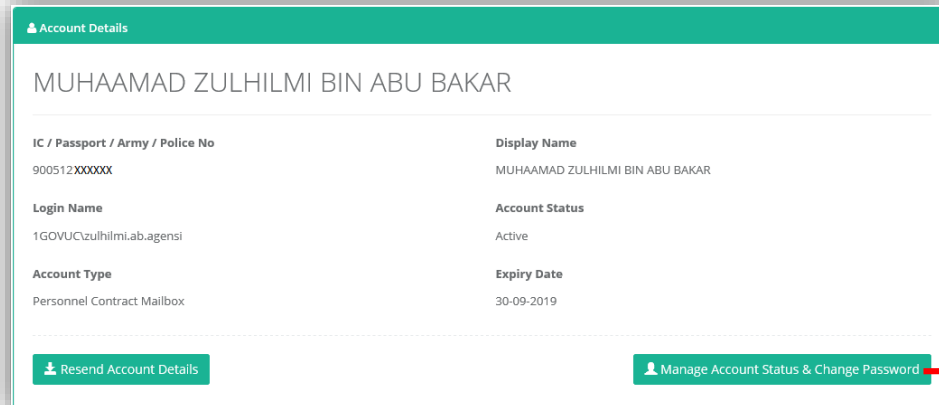 Account Details
MUHAAMAD ZULHILMI BIN ABU BAKAR
IC / Passport / Army / Police No
Display Name
900512XXXXXX
MUHAAMAD ZULHILMI BIN ABU BAKAR
Login Name
Account Status
1GOVUC\zulhilmi.ab.agensi
Active
Account Type
Expiry Date
Personnel Contract Mailbox
30-09-2019
Resend Account Details
Manage Account Status & Change Password